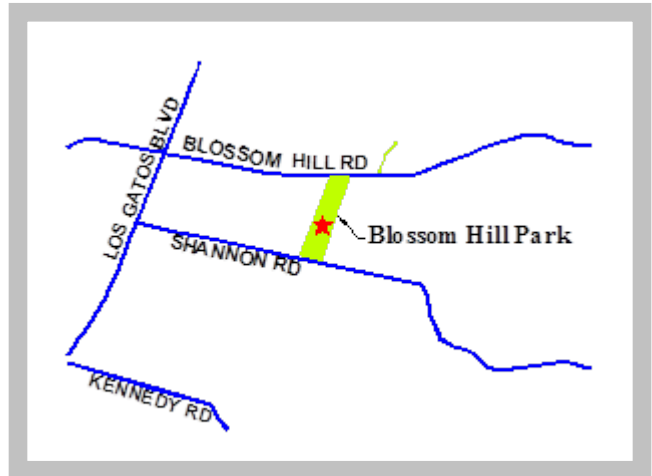 LOS GATOS BLVD
BLOSSOM HILL RD
Blossom Hill Park
SHANNON RD
KENNEDY RD